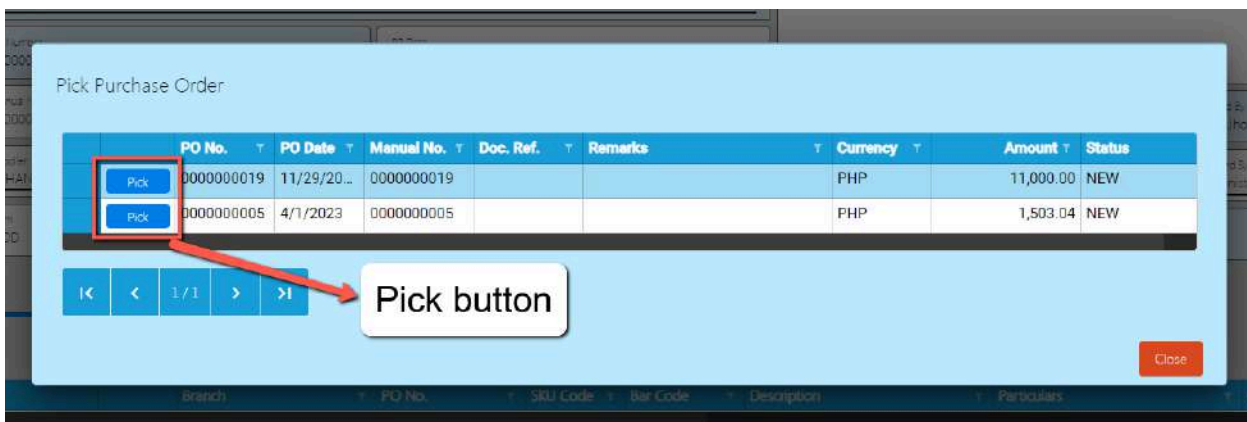 Pick Purchase Order
PO No. PO Date Manual No. Doc. Ref. Remarks Currency Amount Status
Pick 0000000019 11/29/20... 0000000019 PHP 11,000.00 NEW
Pick 0000000005 4/1/2023 0000000005 PHP 1,503.04 NEW
1/1
Pick button
Close
Branch PO No. SKU Code Bar Code Description Particulars